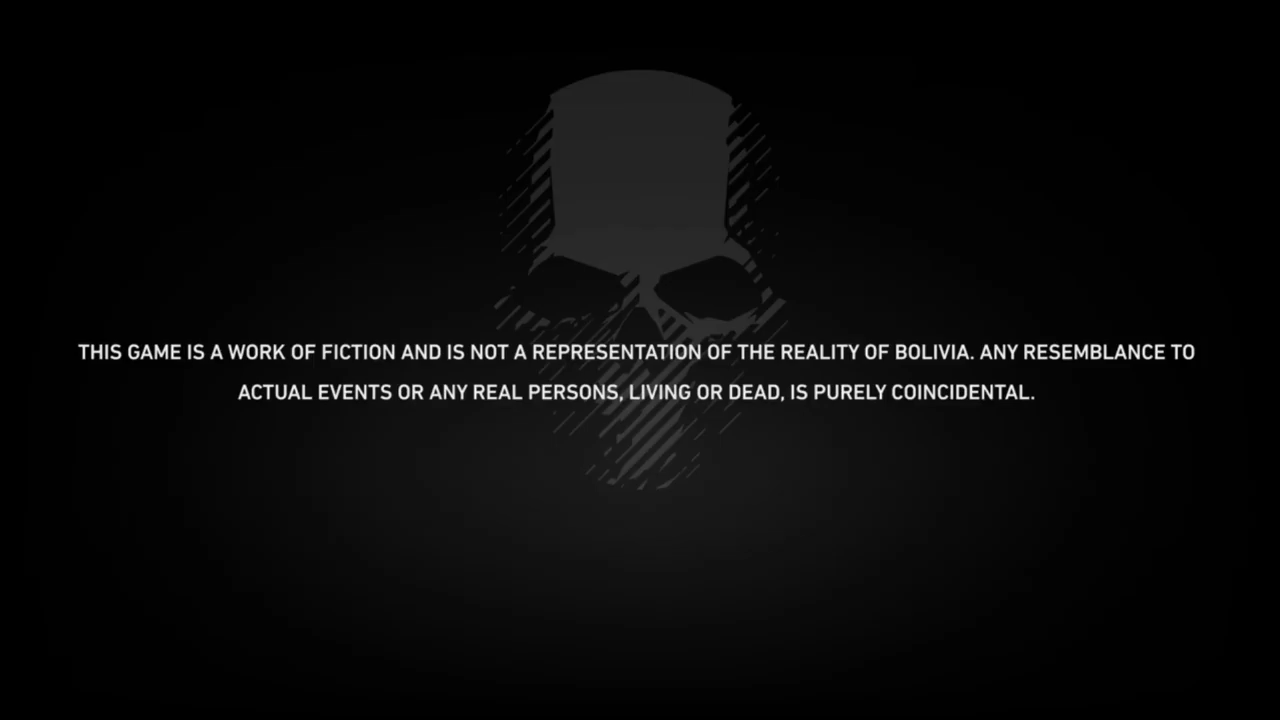 THIS GAME IS A WORK OF FICTION AND IS NOT A REPRESENTATION OF THE REALITY OF BOLIVIA. ANY RESEMBLANCE TO
ACTUAL EVENTS OR ANY REAL PERSONS, LIVING OR DEAD, IS PURELY COINCIDENTAL.